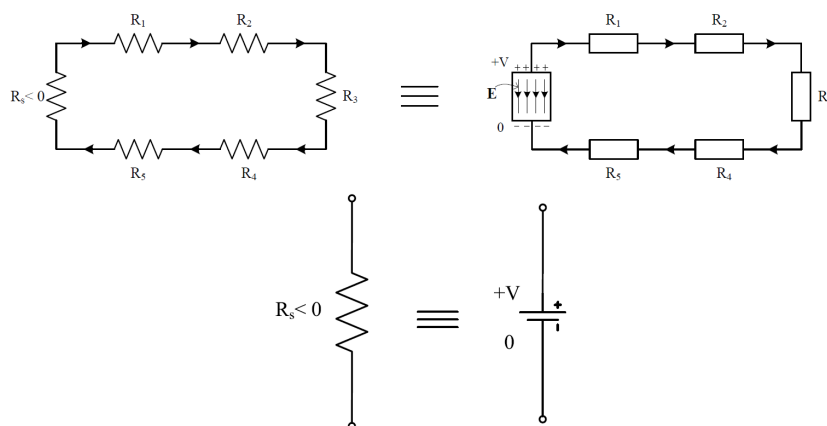 R₁ R₂
Rₛ< 0
R₃
R₅ R₄
R₁ R₂
+V ++++
E
0 – – – –
R
R₅ R₄
Rₛ< 0
+V +
0 –